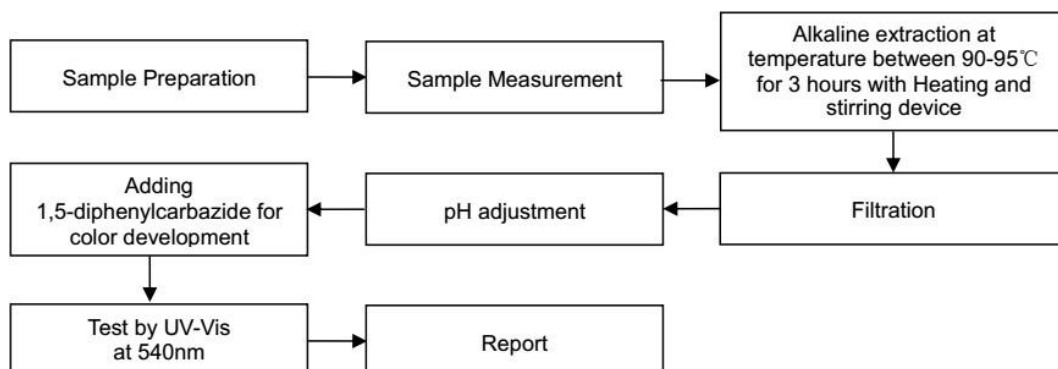 Sample Preparation
Sample Measurement
Alkaline extraction at
temperature between 90-95℃
for 3 hours with Heating and
stirring device
Filtration
pH adjustment
Adding
1,5-diphenylcarbazide for
color development
Test by UV-Vis
at 540nm
Report